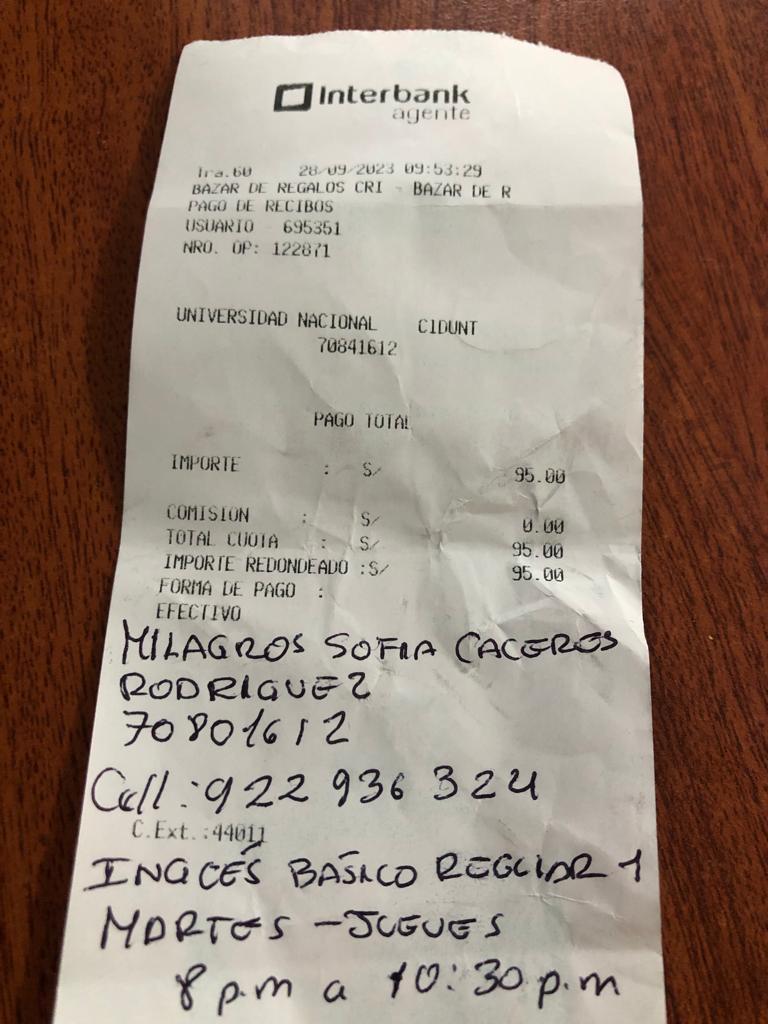 Interbank
agente
Tra.60 28/09/2023 09:53:29
BAZAR DE REGALOS CRI - BAZAR DE R
PAGO DE RECIBOS
USUARIO 695351
NRO. OP: 122871
UNIVERSIDAD NACIONAL CIDUNT
70841612
PAGO TOTAL
IMPORTE : S/ 95.00
COMISION : S/ 0.00
TOTAL CUOTA : S/ 95.00
IMPORTE REDONDEADO :S/ 95.00
FORMA DE PAGO :
EFECTIVO
MILAGROS SOFIA CACERES
RODRIGUEZ
70801612
Cell: 922 936 324
C.Ext.:44011
INGLÉS BÁSICO REGULAR 1
MARTES - JUEVES
8 p.m a 10:30 p.m